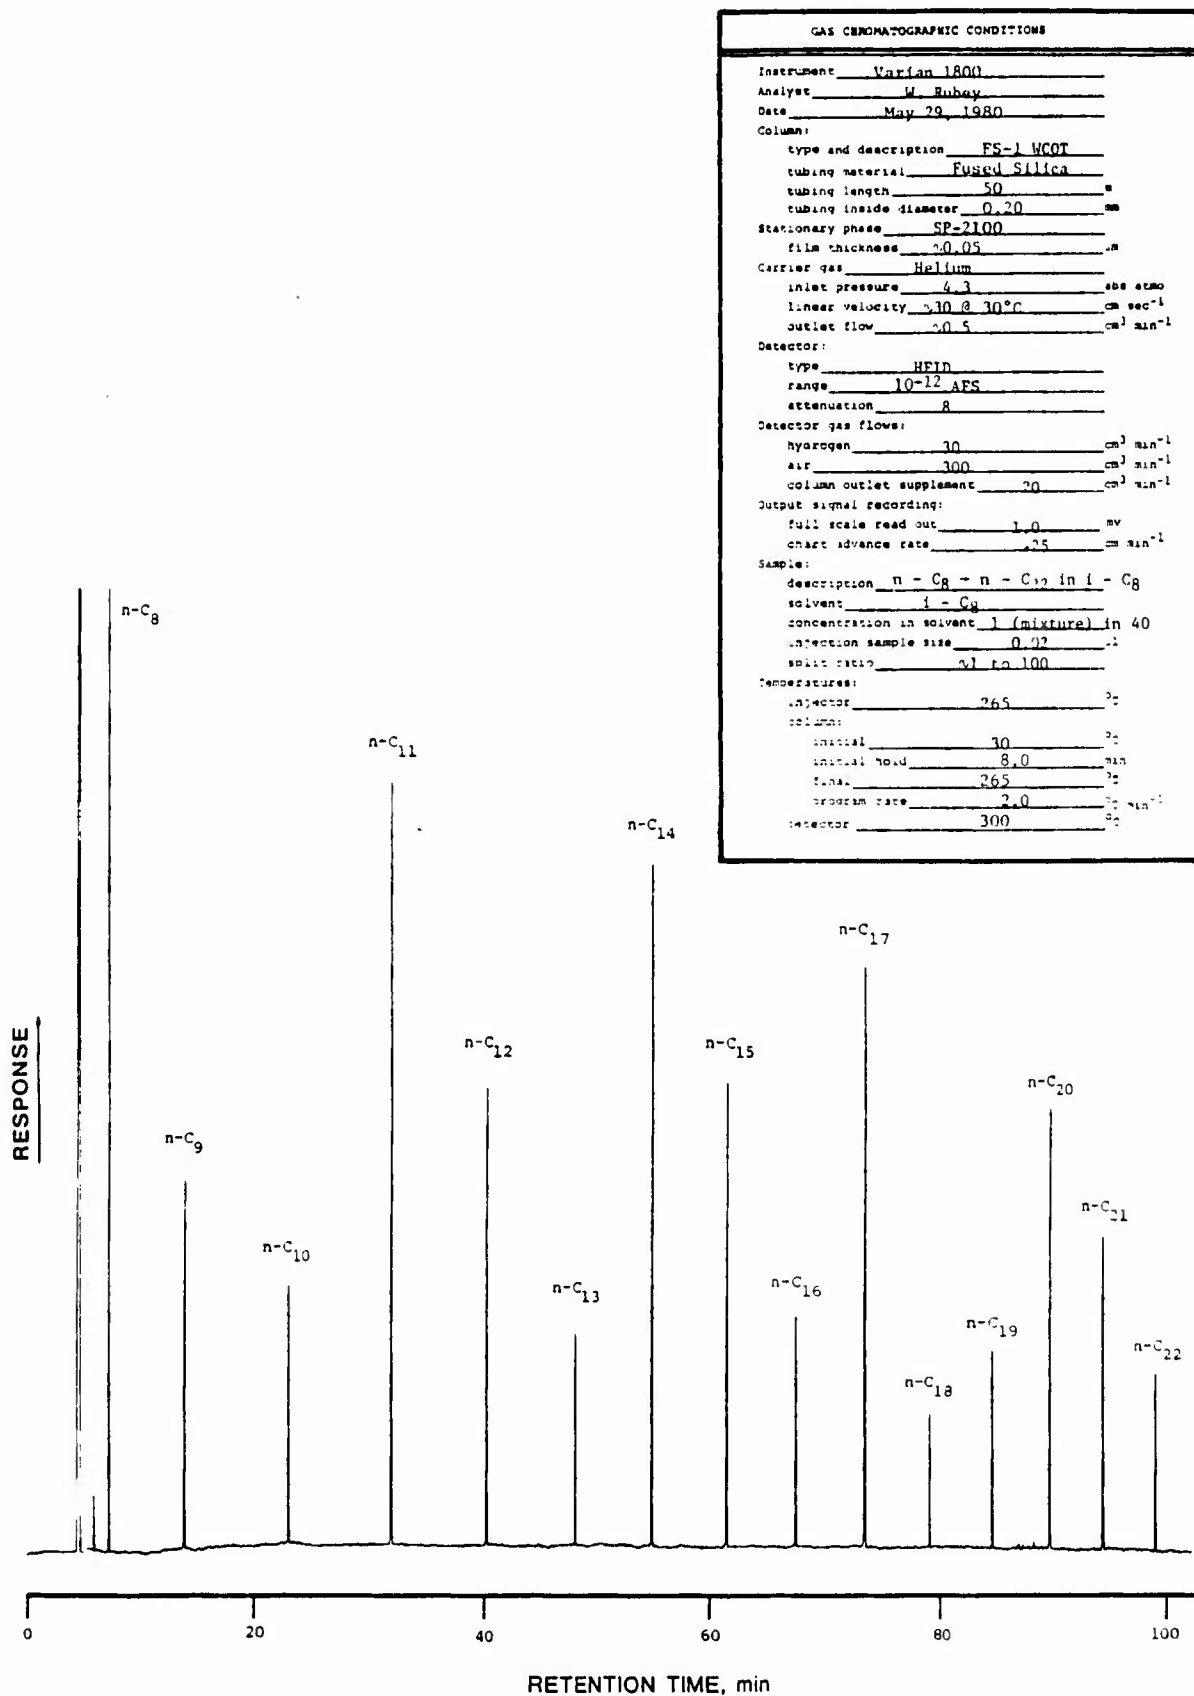 GAS CHROMATOGRAPHIC CONDITIONS
Instrument Varian 1800
Analyst W. Rubey
Date May 29, 1980
Column:
type and description FS-1 WCOT
tubing material Fused Silica
tubing length 50 m
tubing inside diameter 0.20 mm
Stationary phase SP-2100
film thickness ~0.05 µm
Carrier gas Helium
inlet pressure 4.3 abs atmo
linear velocity ~30 @ 30°C cm sec⁻¹
outlet flow ~0.5 cm³ min⁻¹
Detector:
type HFID
range 10⁻¹² AFS
attenuation 8
Detector gas flows:
hydrogen 30 cm³ min⁻¹
air 300 cm³ min⁻¹
column outlet supplement 20 cm³ min⁻¹
Output signal recording:
full scale read out 1.0 mv
chart advance rate .25 cm min⁻¹
Sample:
description n - C₈ → n - C₂₂ in i - C₈
solvent i - C₈
concentration in solvent 1 (mixture) in 40
injection sample size 0.02 µl
split ratio ~1 to 100
Temperatures:
injector 265 °C
column:
initial 30 °C
initial hold 8.0 min
final 265 °C
program rate 2.0 °C min⁻¹
detector 300 °C
n-C₈
n-C₁₁
n-C₁₄
n-C₁₇
n-C₁₂
n-C₁₅
n-C₂₀
n-C₉
n-C₂₁
n-C₁₀
n-C₁₃
n-C₁₆
n-C₁₉
n-C₂₂
n-C₁₈
RESPONSE
0 20 40 60 80 100
RETENTION TIME, min